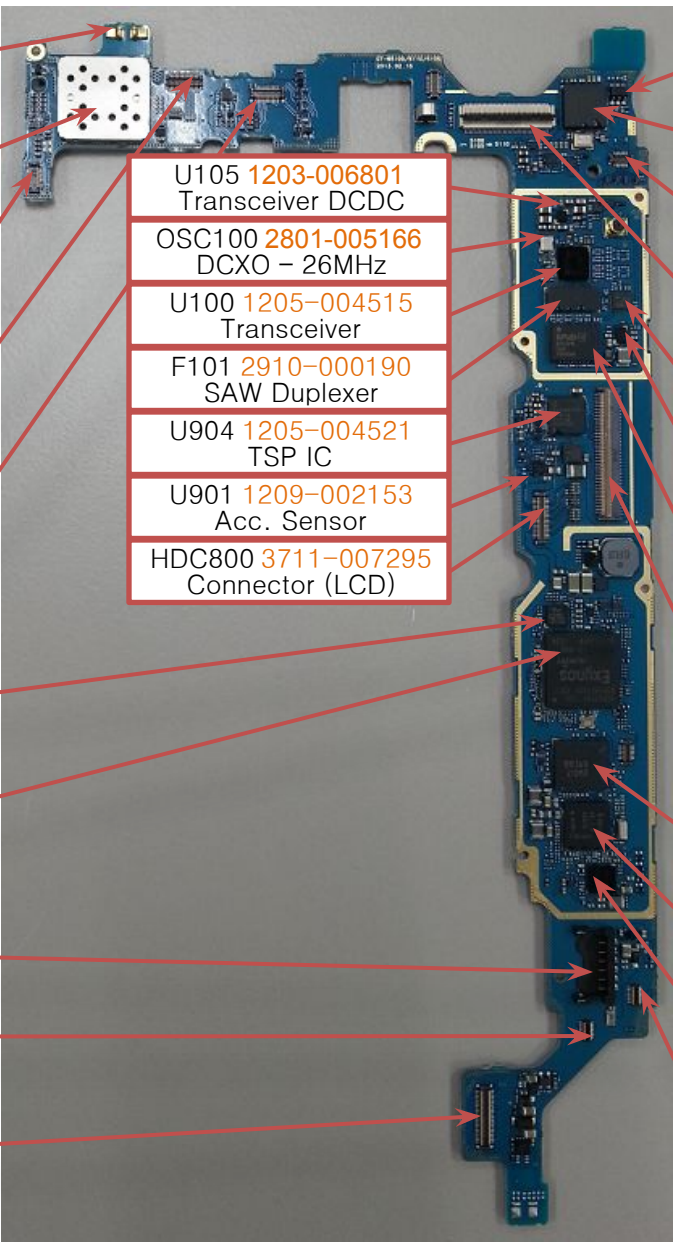 U105 1203-006801
Transceiver DCDC
OSC100 2801-005166
DCXO – 26MHz
U100 1205-004515
Transceiver
F101 2910-000190
SAW Duplexer
U904 1205-004521
TSP IC
U901 1209-002153
Acc. Sensor
HDC800 3711-007295
Connector (LCD)
Exynos